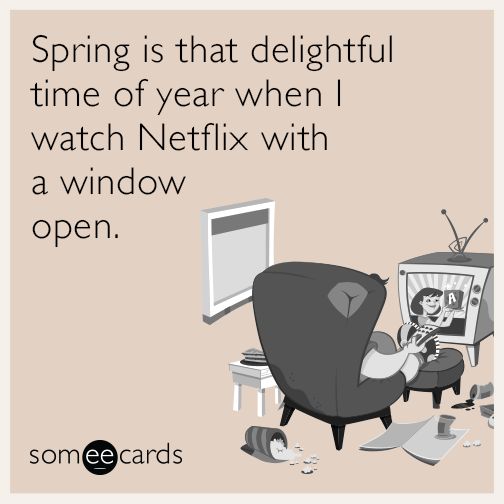 Spring is that delightful
time of year when I
watch Netflix with
a window
open.
A
someecards